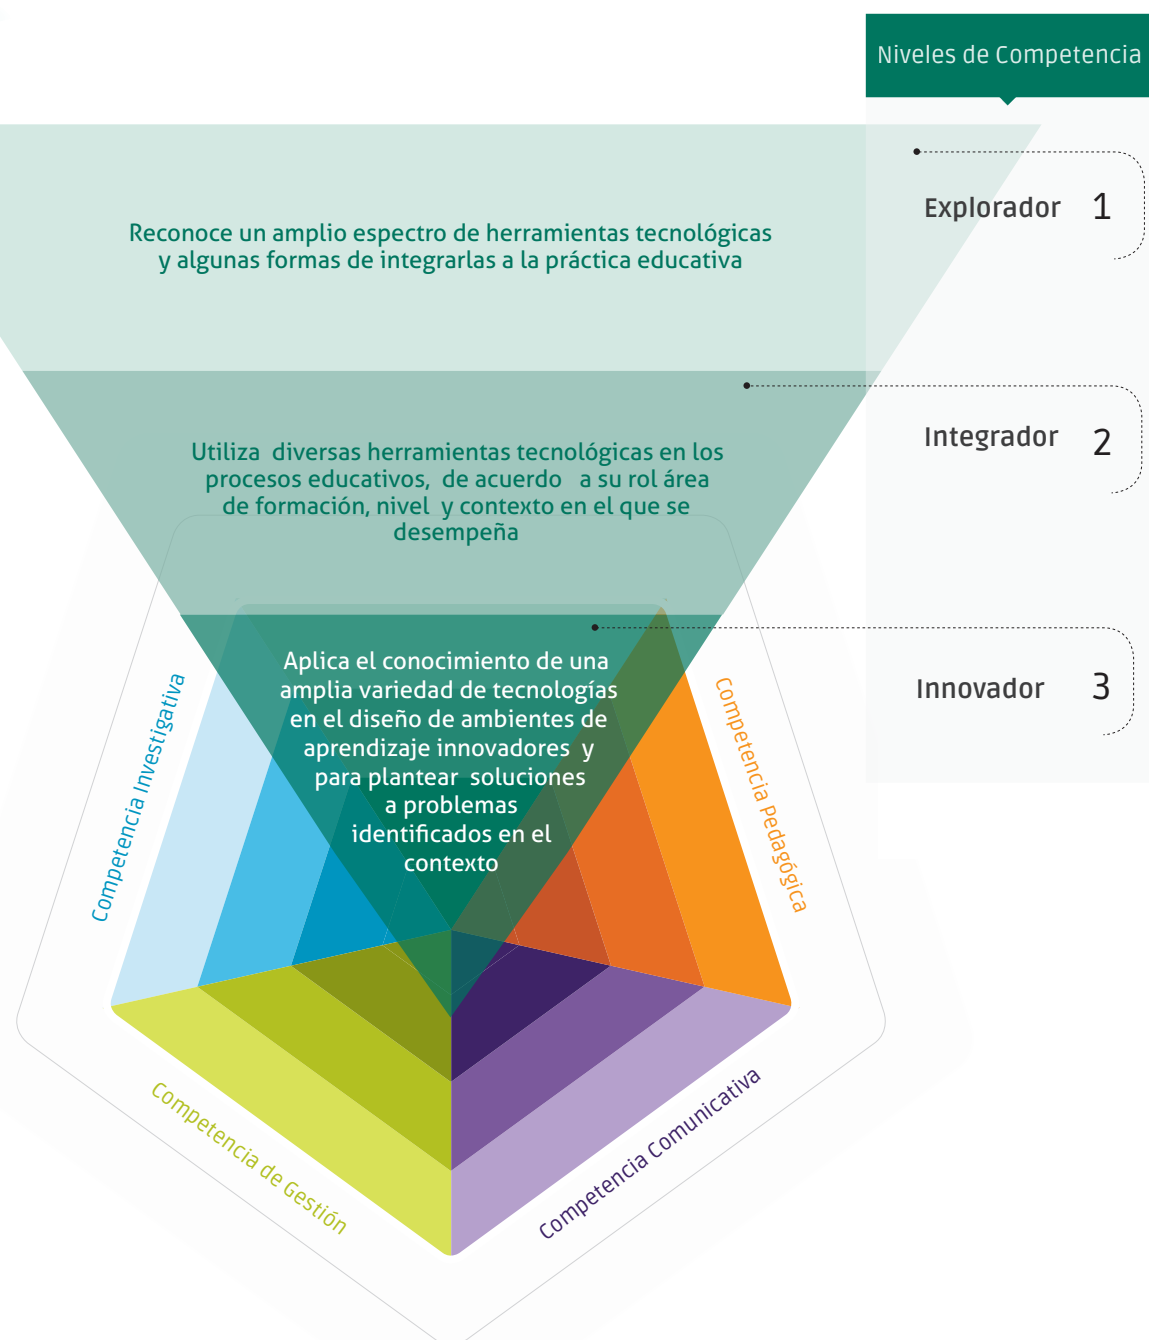 Niveles de Competencia
Explorador 1
Reconoce un amplio espectro de herramientas tecnológicas
y algunas formas de integrarlas a la práctica educativa
Integrador 2
Utiliza diversas herramientas tecnológicas en los
procesos educativos, de acuerdo a su rol área
de formación, nivel y contexto en el que se
desempeña
Innovador 3
Aplica el conocimiento de una
amplia variedad de tecnologías
en el diseño de ambientes de
aprendizaje innovadores y
para plantear soluciones
a problemas
identificados en el
contexto
Competencia Investigativa
Competencia Pedagógica
Competencia de Gestión
Competencia Comunicativa